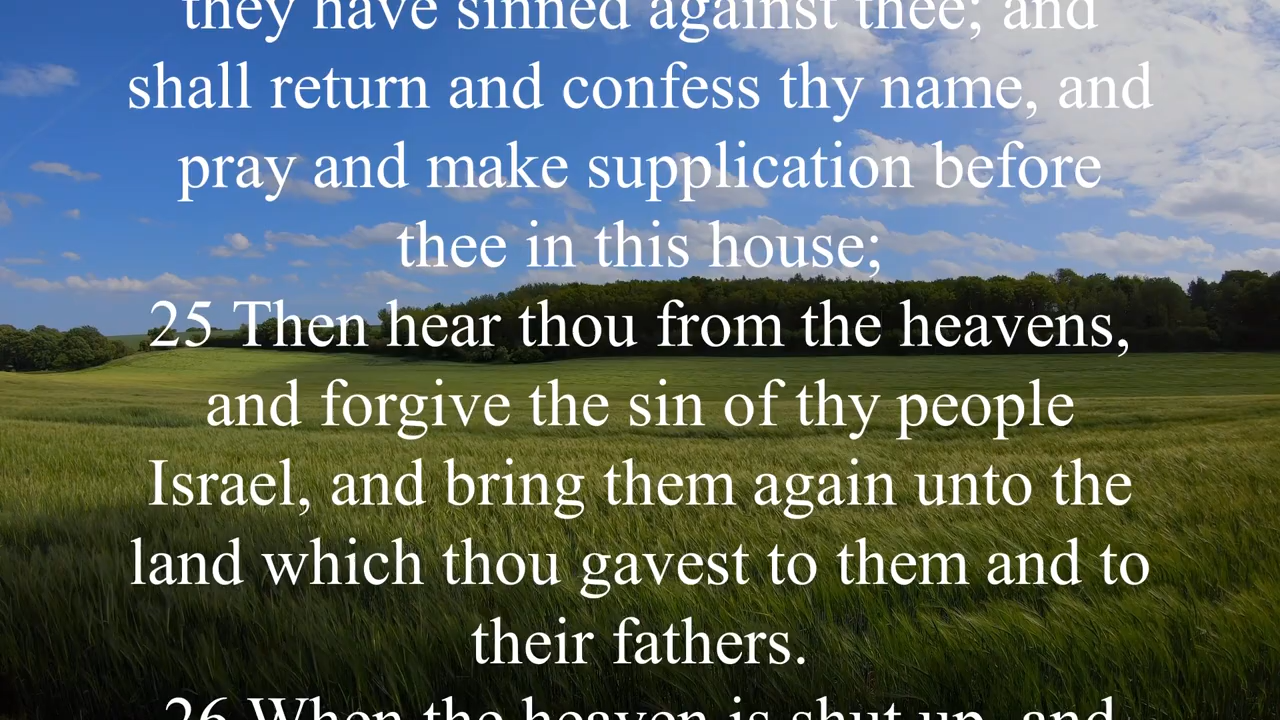 they have sinned against thee; and
shall return and confess thy name, and
pray and make supplication before
thee in this house;
25 Then hear thou from the heavens,
and forgive the sin of thy people
Israel, and bring them again unto the
land which thou gavest to them and to
their fathers.
26 When the heaven is shut up, and